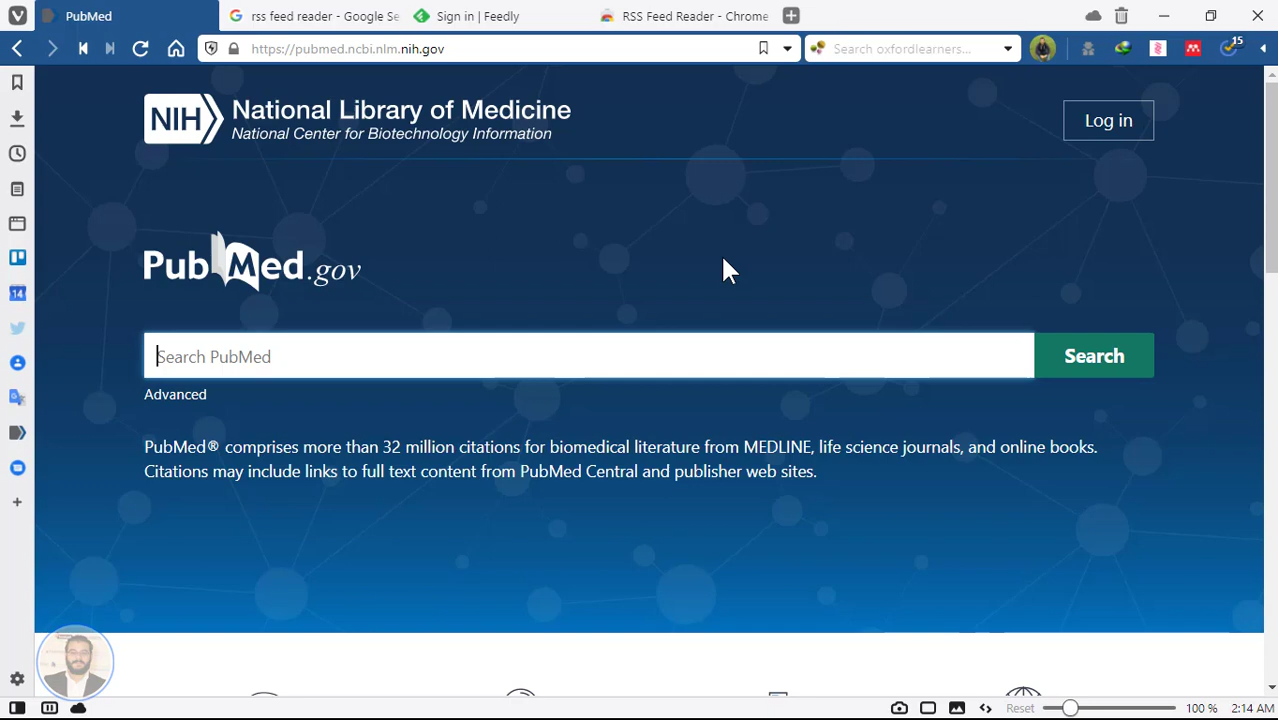 PubMed
rss feed reader - Google Se
Sign in | Feedly
RSS Feed Reader - Chrome
https://pubmed.ncbi.nlm.nih.gov
Search oxfordlearners...
15
NIH
National Library of Medicine
National Center for Biotechnology Information
Log in
PubMed.gov
Search PubMed
Search
Advanced
PubMed® comprises more than 32 million citations for biomedical literature from MEDLINE, life science journals, and online books.
Citations may include links to full text content from PubMed Central and publisher web sites.
14
Reset
100 %
2:14 AM